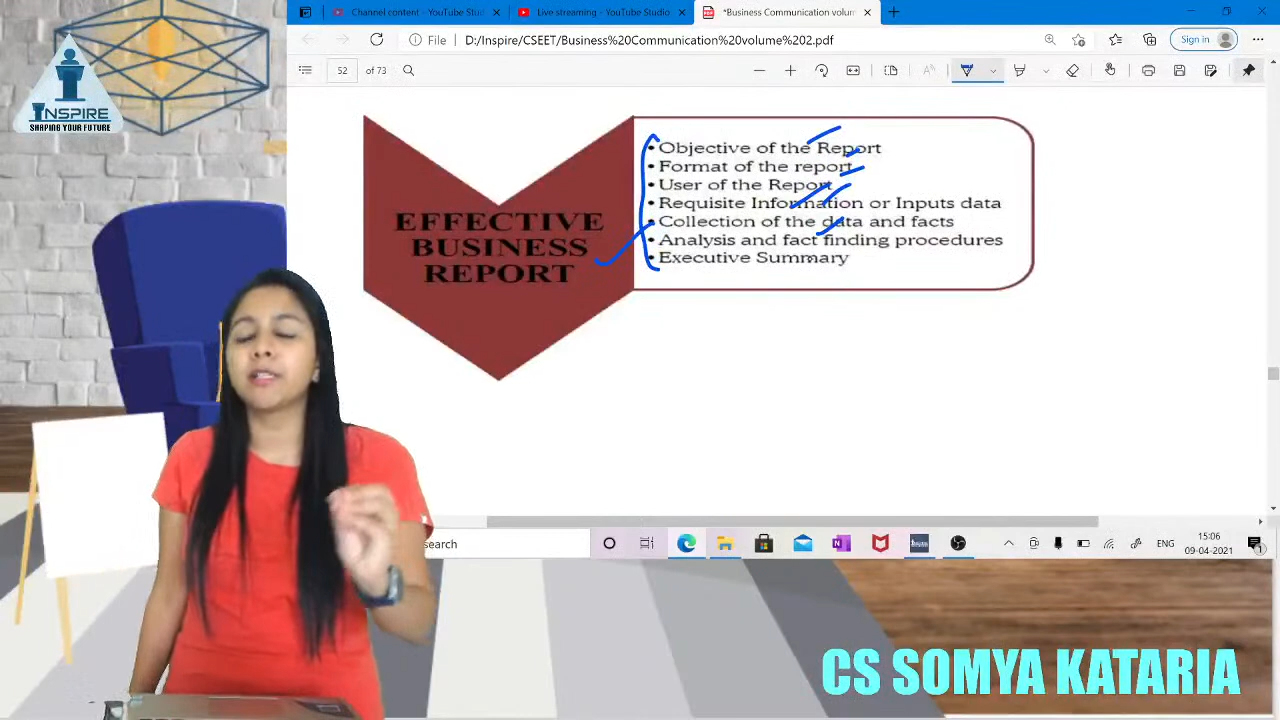 Channel content - YouTube Studio
Live streaming - YouTube Studio
*Business Communication volum
File
D:/Inspire/CSEET/Business%20Communication%20volume%202.pdf
Sign in
52 of 73
INSPIRE
SHAPING YOUR FUTURE
EFFECTIVE
BUSINESS
REPORT
• Objective of the Report
• Format of the report
• User of the Report
• Requisite Information or Inputs data
• Collection of the data and facts
• Analysis and fact finding procedures
• Executive Summary
search
ENG
15:06
09-04-2021
CS SOMYA KATARIA